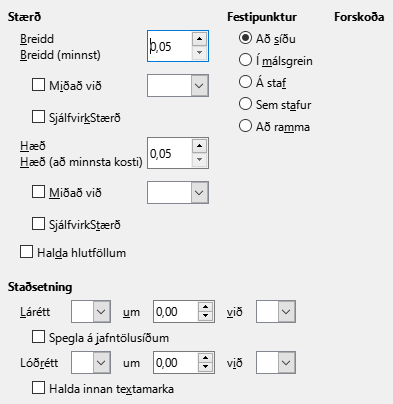 Stærð
Breidd
Breidd (minnst)
0,05
Miðað við
SjálfvirkStærð
Hæð
Hæð (að minnsta kosti)
0,05
Miðað við
SjálfvirkStærð
Halda hlutföllum
Festipunktur
Að síðu
Í málsgrein
Á staf
Sem stafur
Að ramma
Forskoða
Staðsetning
Lárétt um 0,00 við
Spegla á jafntölusíðum
Lóðrétt um 0,00 við
Halda innan textamarka